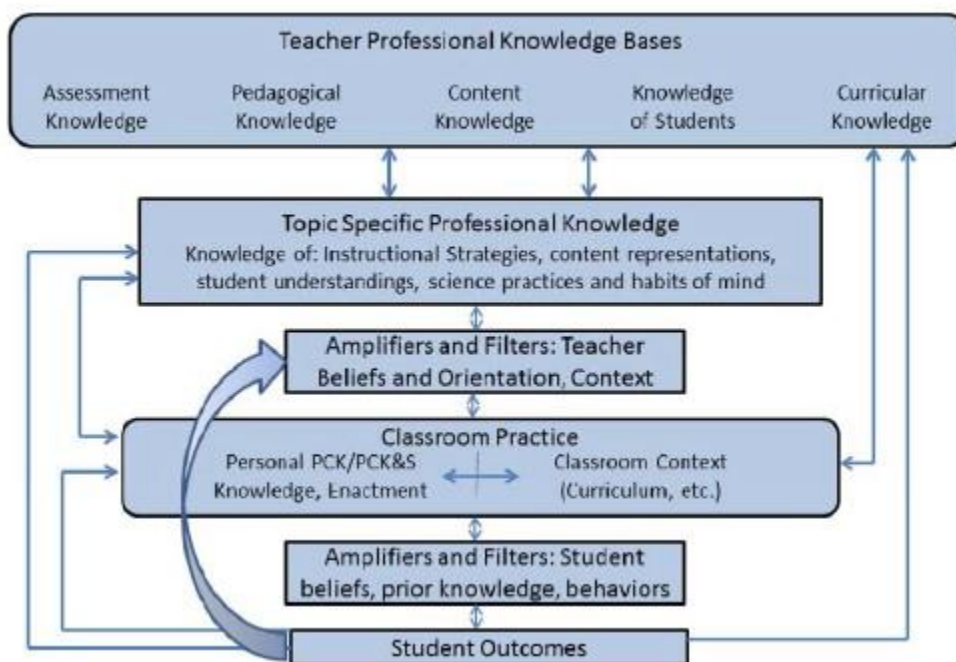 Teacher Professional Knowledge Bases
Assessment Knowledge
Pedagogical Knowledge
Content Knowledge
Knowledge of Students
Curricular Knowledge
Topic Specific Professional Knowledge
Knowledge of: Instructional Strategies, content representations,
student understandings, science practices and habits of mind
Amplifiers and Filters: Teacher
Beliefs and Orientation, Context
Classroom Practice
Personal PCK/PCK&S
Knowledge, Enactment
Classroom Context
(Curriculum, etc.)
Amplifiers and Filters: Student
beliefs, prior knowledge, behaviors
Student Outcomes